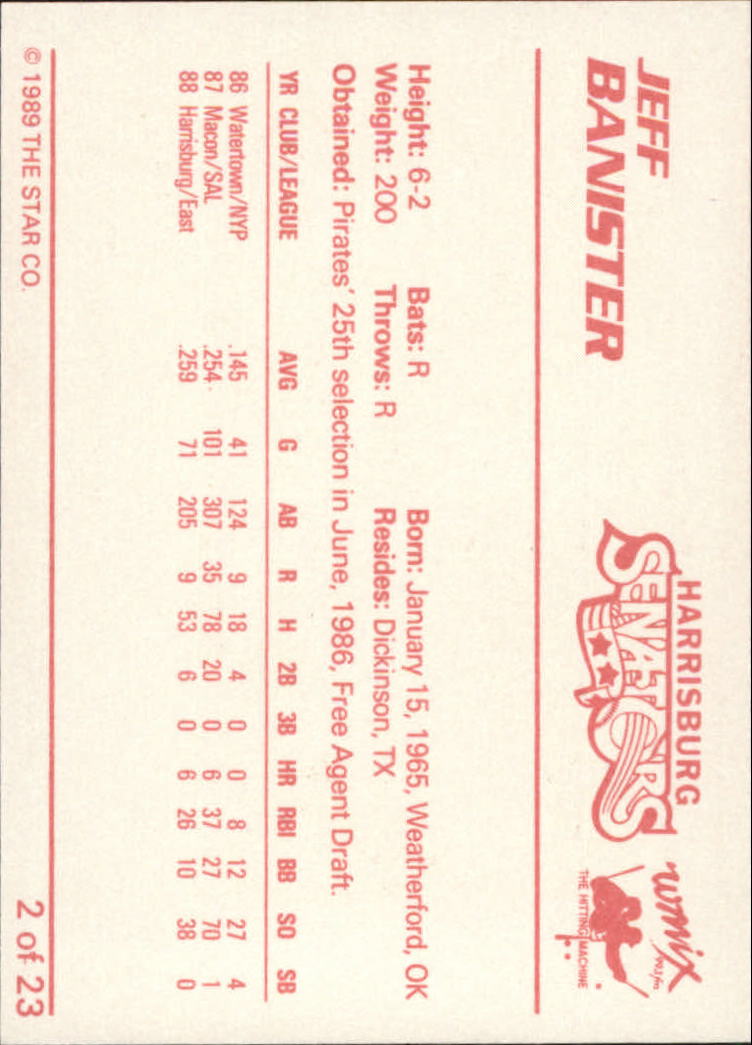 JEFF
BANISTER
HARRISBURG
SENATORS
wmix
99.3 fm
THE HITTING MACHINE
Height: 6-2 Bats: R Born: January 15, 1965, Weatherford, OK
Weight: 200 Throws: R Resides: Dickinson, TX
Obtained: Pirates' 25th selection in June, 1986, Free Agent Draft.
YR CLUB/LEAGUE AVG G AB R H 2B 3B HR RBI BB SO SB
86 Watertown/NYP .145 41 124 9 18 4 0 0 8 12 27 4
87 Macon/SAL .254 101 307 35 78 20 0 6 37 27 70 1
88 Harrisburg/East .259 71 205 9 53 6 0 6 26 10 38 0
© 1989 THE STAR CO.
2 of 23